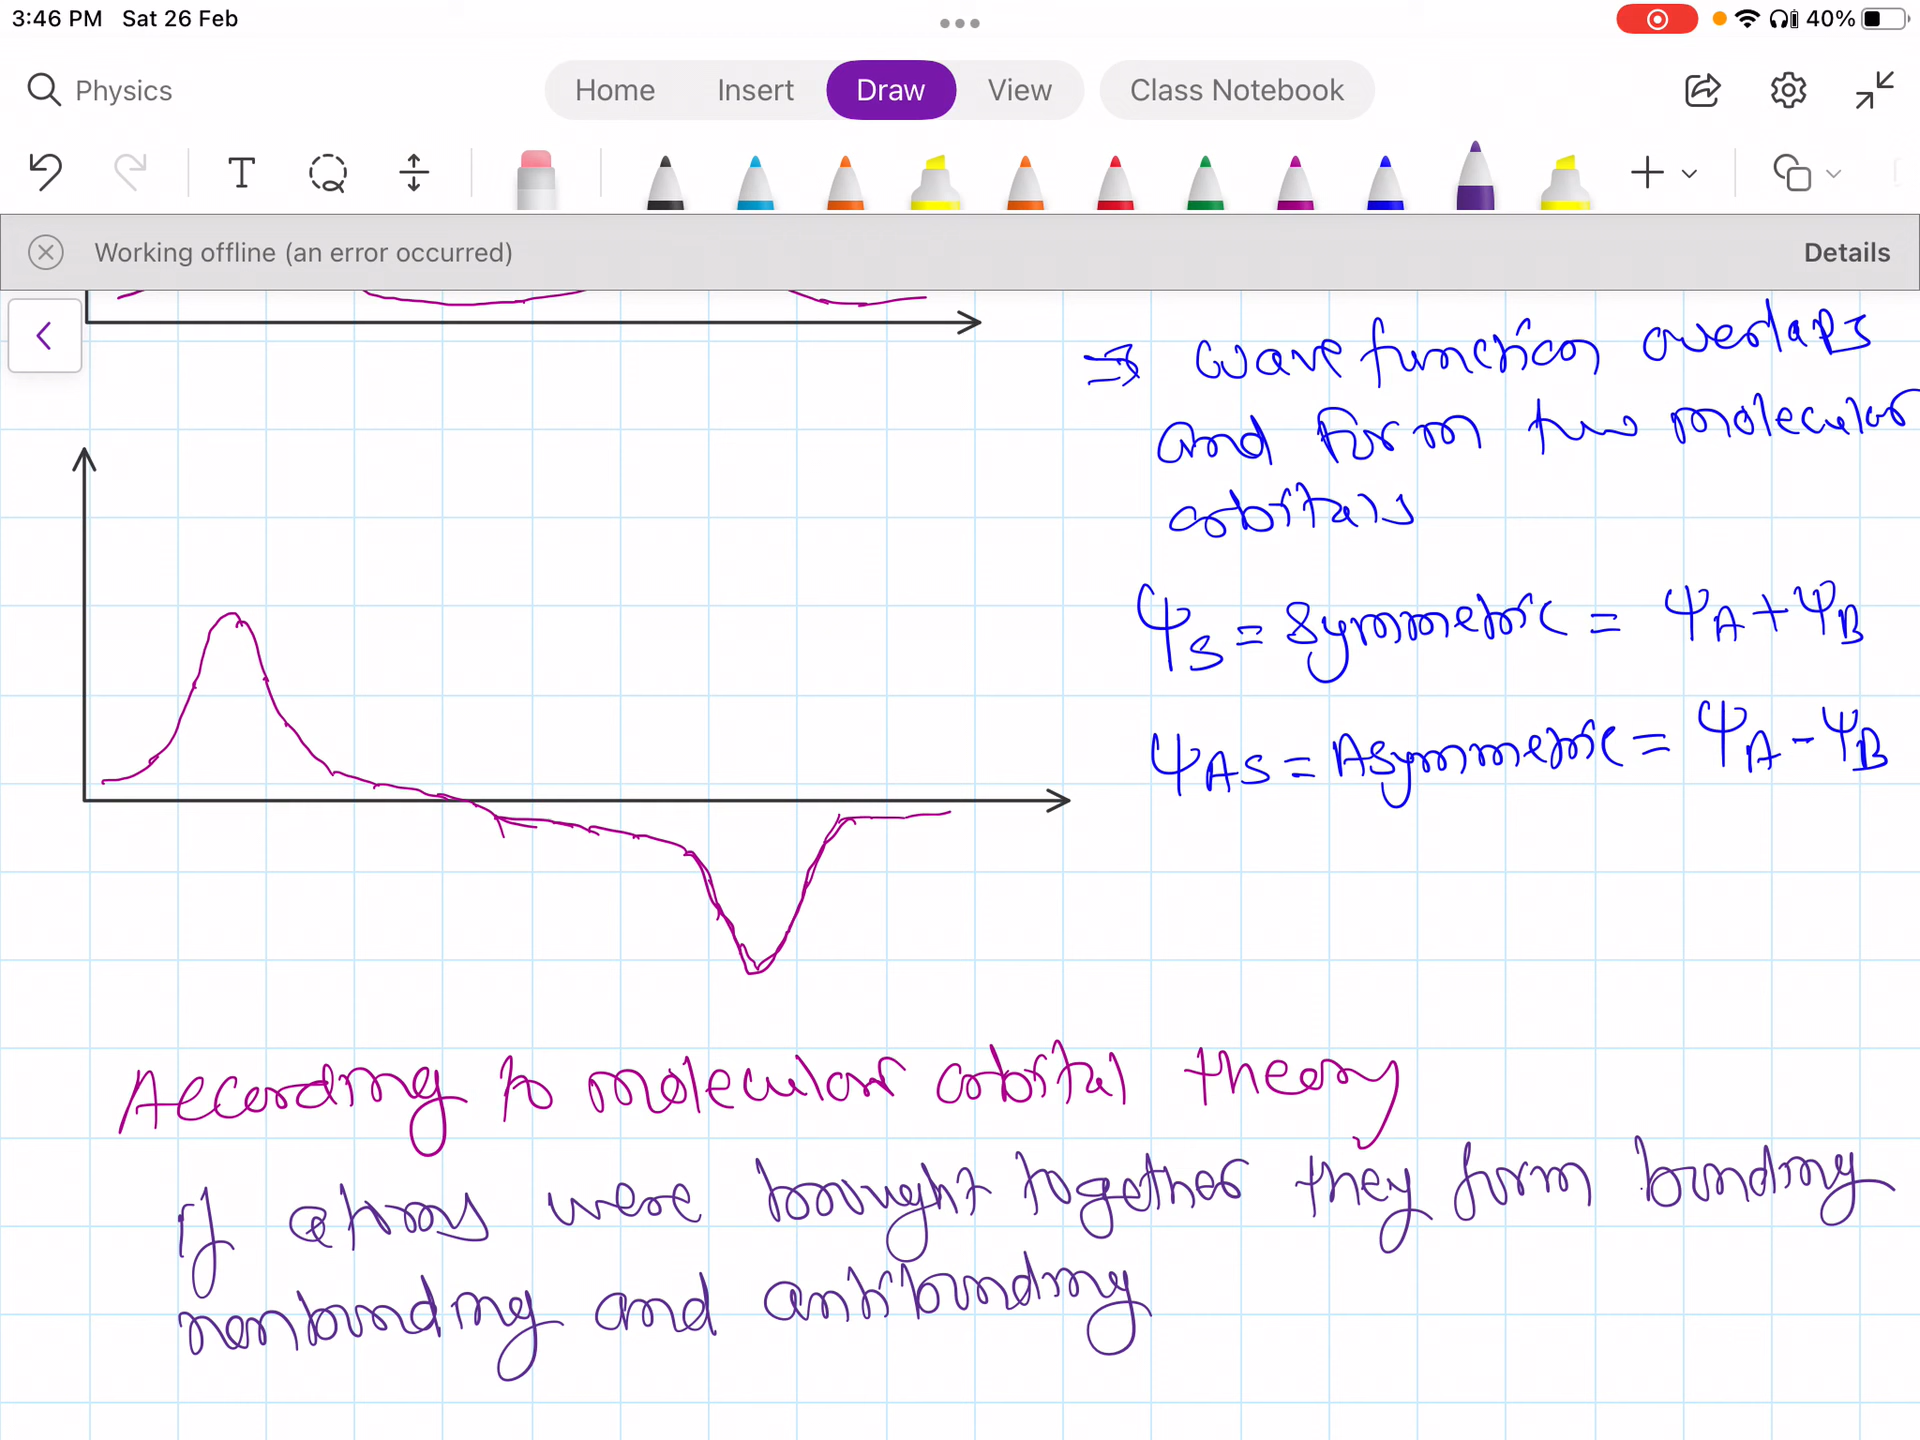 3:46 PM Sat 26 Feb
40%
Physics
Home Insert Draw View Class Notebook
T
Working offline (an error occurred) Details
⇒ wave function overlaps
and form two molecular
orbitals
ψS = Symmetric = ψA + ψB
ψAS = Asymmetric = ψA - ψB
According to molecular orbital theory
if atoms were brought together they form bonding
nonbonding and antibonding